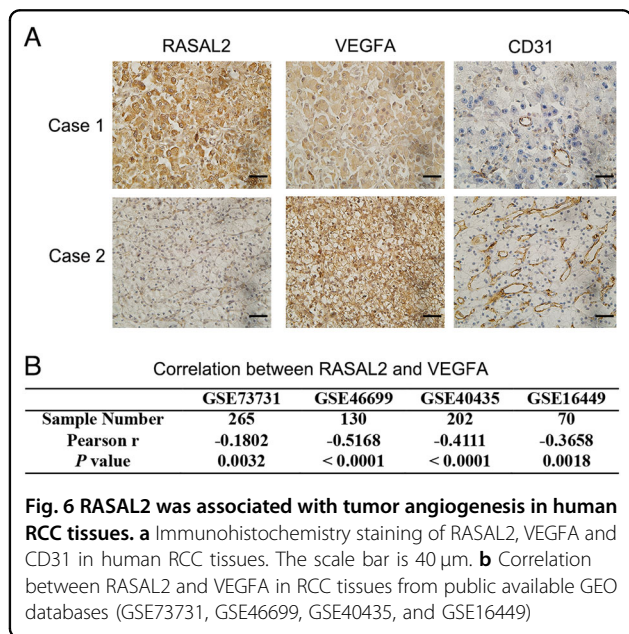 A
RASAL2 VEGFA CD31
Case 1
Case 2
B Correlation between RASAL2 and VEGFA
GSE73731 GSE46699 GSE40435 GSE16449
Sample Number 265 130 202 70
Pearson r -0.1802 -0.5168 -0.4111 -0.3658
P value 0.0032 < 0.0001 < 0.0001 0.0018
Fig. 6 RASAL2 was associated with tumor angiogenesis in human
RCC tissues. a Immunohistochemistry staining of RASAL2, VEGFA and
CD31 in human RCC tissues. The scale bar is 40 μm. b Correlation
between RASAL2 and VEGFA in RCC tissues from public available GEO
databases (GSE73731, GSE46699, GSE40435, and GSE16449)